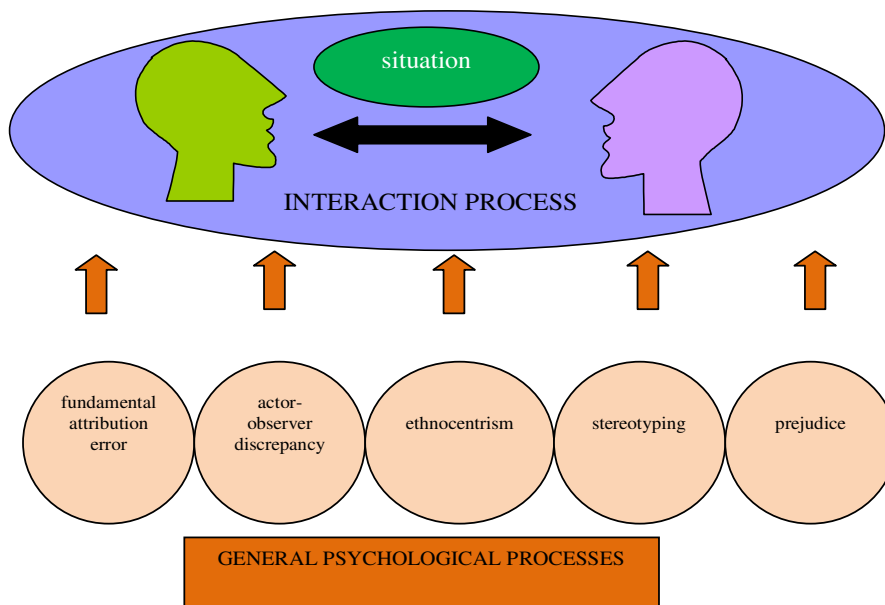 situation
INTERACTION PROCESS
fundamental
attribution
error
actor-
observer
discrepancy
ethnocentrism
stereotyping
prejudice
GENERAL PSYCHOLOGICAL PROCESSES